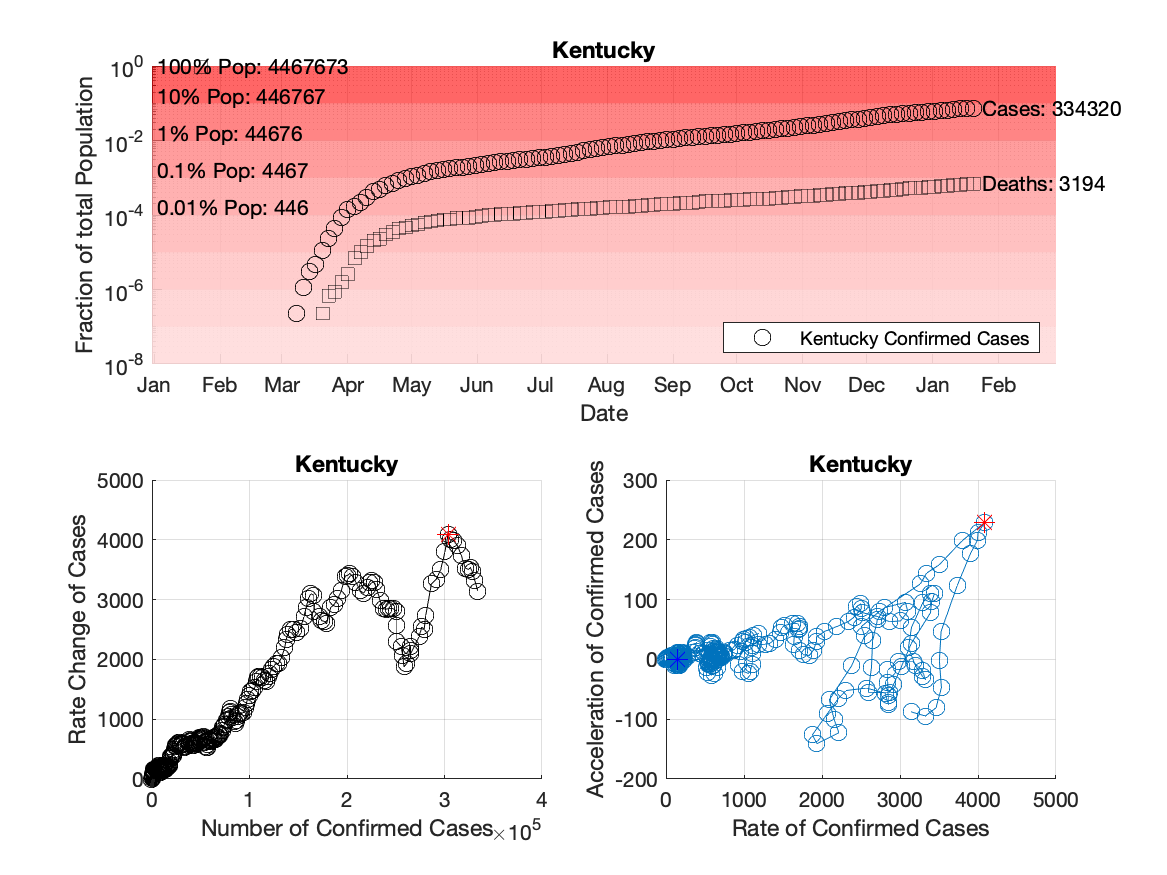 Kentucky
10^0
10^-2
10^-4
10^-6
10^-8
Fraction of total Population
100% Pop: 4467673
10% Pop: 446767
1% Pop: 44676
0.1% Pop: 4467
0.01% Pop: 446
Cases: 334320
Deaths: 3194
Kentucky Confirmed Cases
Jan Feb Mar Apr May Jun Jul Aug Sep Oct Nov Dec Jan Feb
Date
Kentucky
5000
4000
3000
2000
1000
0
Rate Change of Cases
0 1 2 3 4
Number of Confirmed Cases ×10^5
Kentucky
300
200
100
0
-100
-200
Acceleration of Confirmed Cases
0 1000 2000 3000 4000 5000
Rate of Confirmed Cases